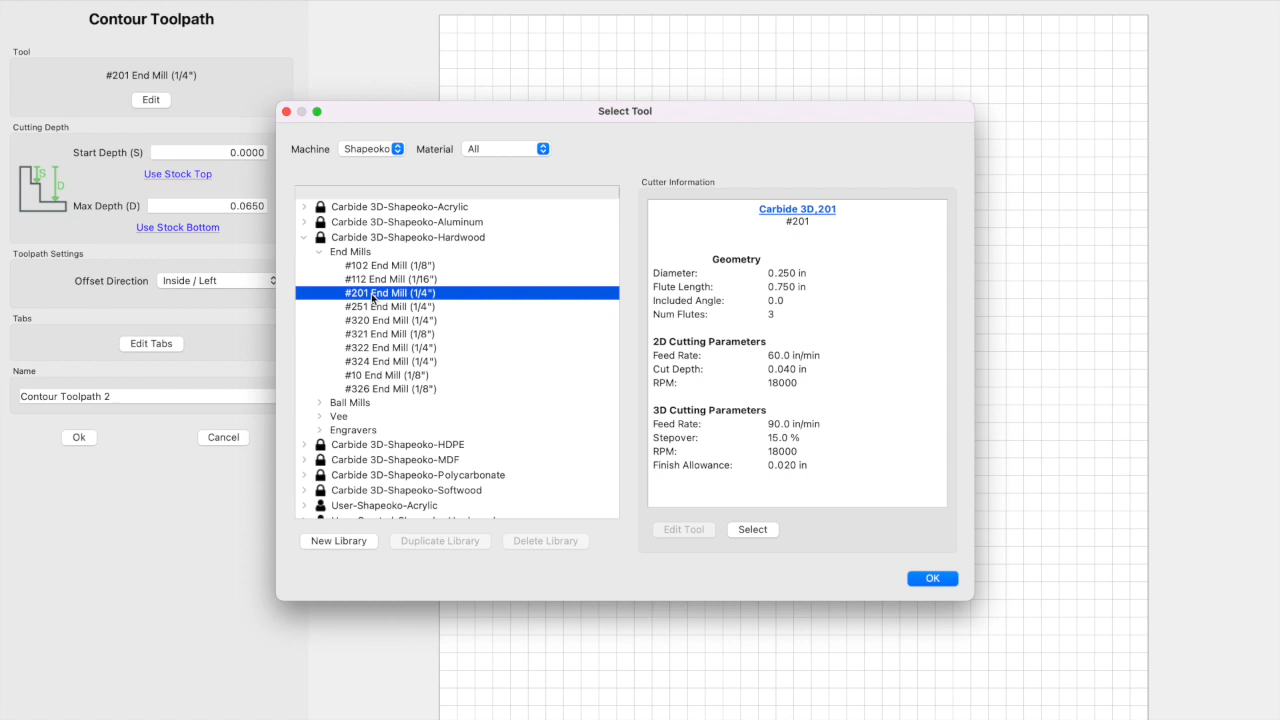 Contour Toolpath
Tool
#201 End Mill (1/4")
Edit
Cutting Depth
Start Depth (S) 0.0000
Use Stock Top
S
D
Max Depth (D) 0.0650
Use Stock Bottom
Toolpath Settings
Offset Direction Inside / Left
Tabs
Edit Tabs
Name
Contour Toolpath 2
Ok Cancel
Select Tool
Machine Shapeoko Material All
Carbide 3D-Shapeoko-Acrylic
Carbide 3D-Shapeoko-Aluminum
Carbide 3D-Shapeoko-Hardwood
End Mills
#102 End Mill (1/8")
#112 End Mill (1/16")
#201 End Mill (1/4")
#251 End Mill (1/4")
#320 End Mill (1/4")
#321 End Mill (1/8")
#322 End Mill (1/4")
#324 End Mill (1/4")
#10 End Mill (1/8")
#326 End Mill (1/8")
Ball Mills
Vee
Engravers
Carbide 3D-Shapeoko-HDPE
Carbide 3D-Shapeoko-MDF
Carbide 3D-Shapeoko-Polycarbonate
Carbide 3D-Shapeoko-Softwood
User-Shapeoko-Acrylic
New Library Duplicate Library Delete Library
Cutter Information
Carbide 3D,201
#201
Geometry
Diameter: 0.250 in
Flute Length: 0.750 in
Included Angle: 0.0
Num Flutes: 3
2D Cutting Parameters
Feed Rate: 60.0 in/min
Cut Depth: 0.040 in
RPM: 18000
3D Cutting Parameters
Feed Rate: 90.0 in/min
Stepover: 15.0 %
RPM: 18000
Finish Allowance: 0.020 in
Edit Tool Select
OK